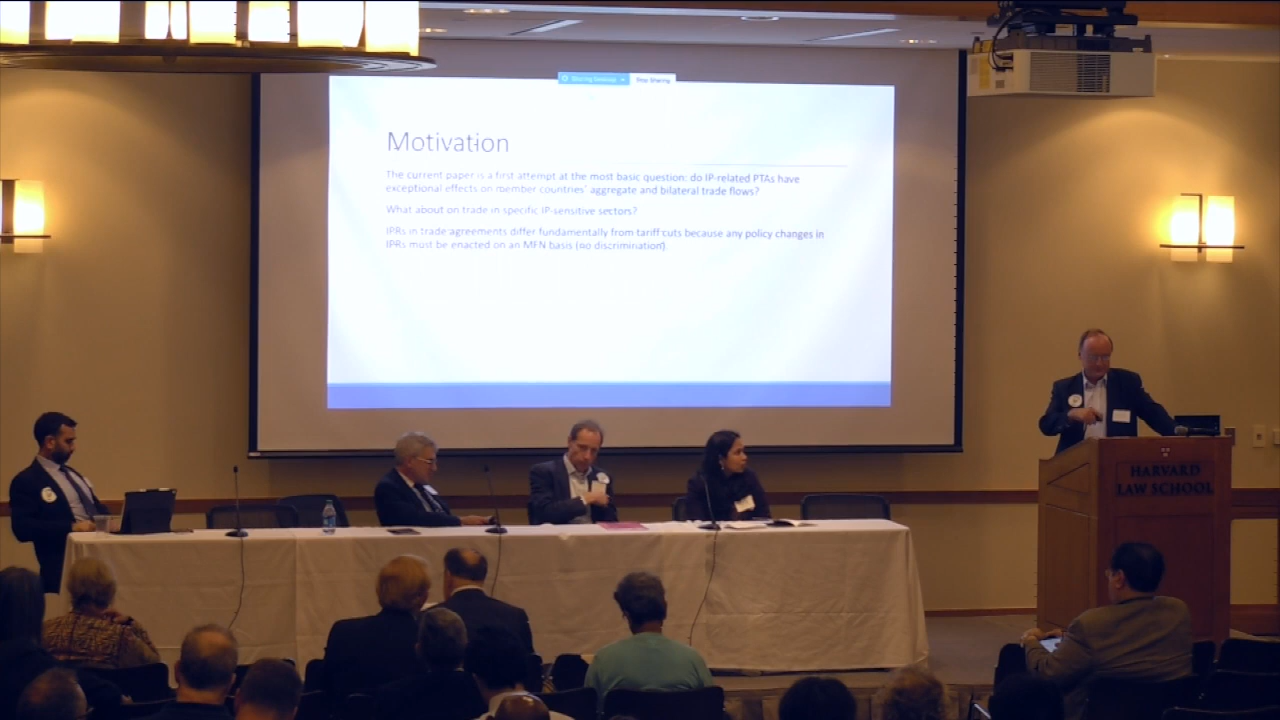 Sharing Desktop
Stop Sharing
Motivation
The current paper is a first attempt at the most basic question: do IP-related PTAs have
exceptional effects on member countries' aggregate and bilateral trade flows?
What about on trade in specific IP-sensitive sectors?
IPRs in trade agreements differ fundamentally from tariff cuts because any policy changes in
IPRs must be enacted on an MFN basis (no discrimination).
HARVARD
LAW SCHOOL